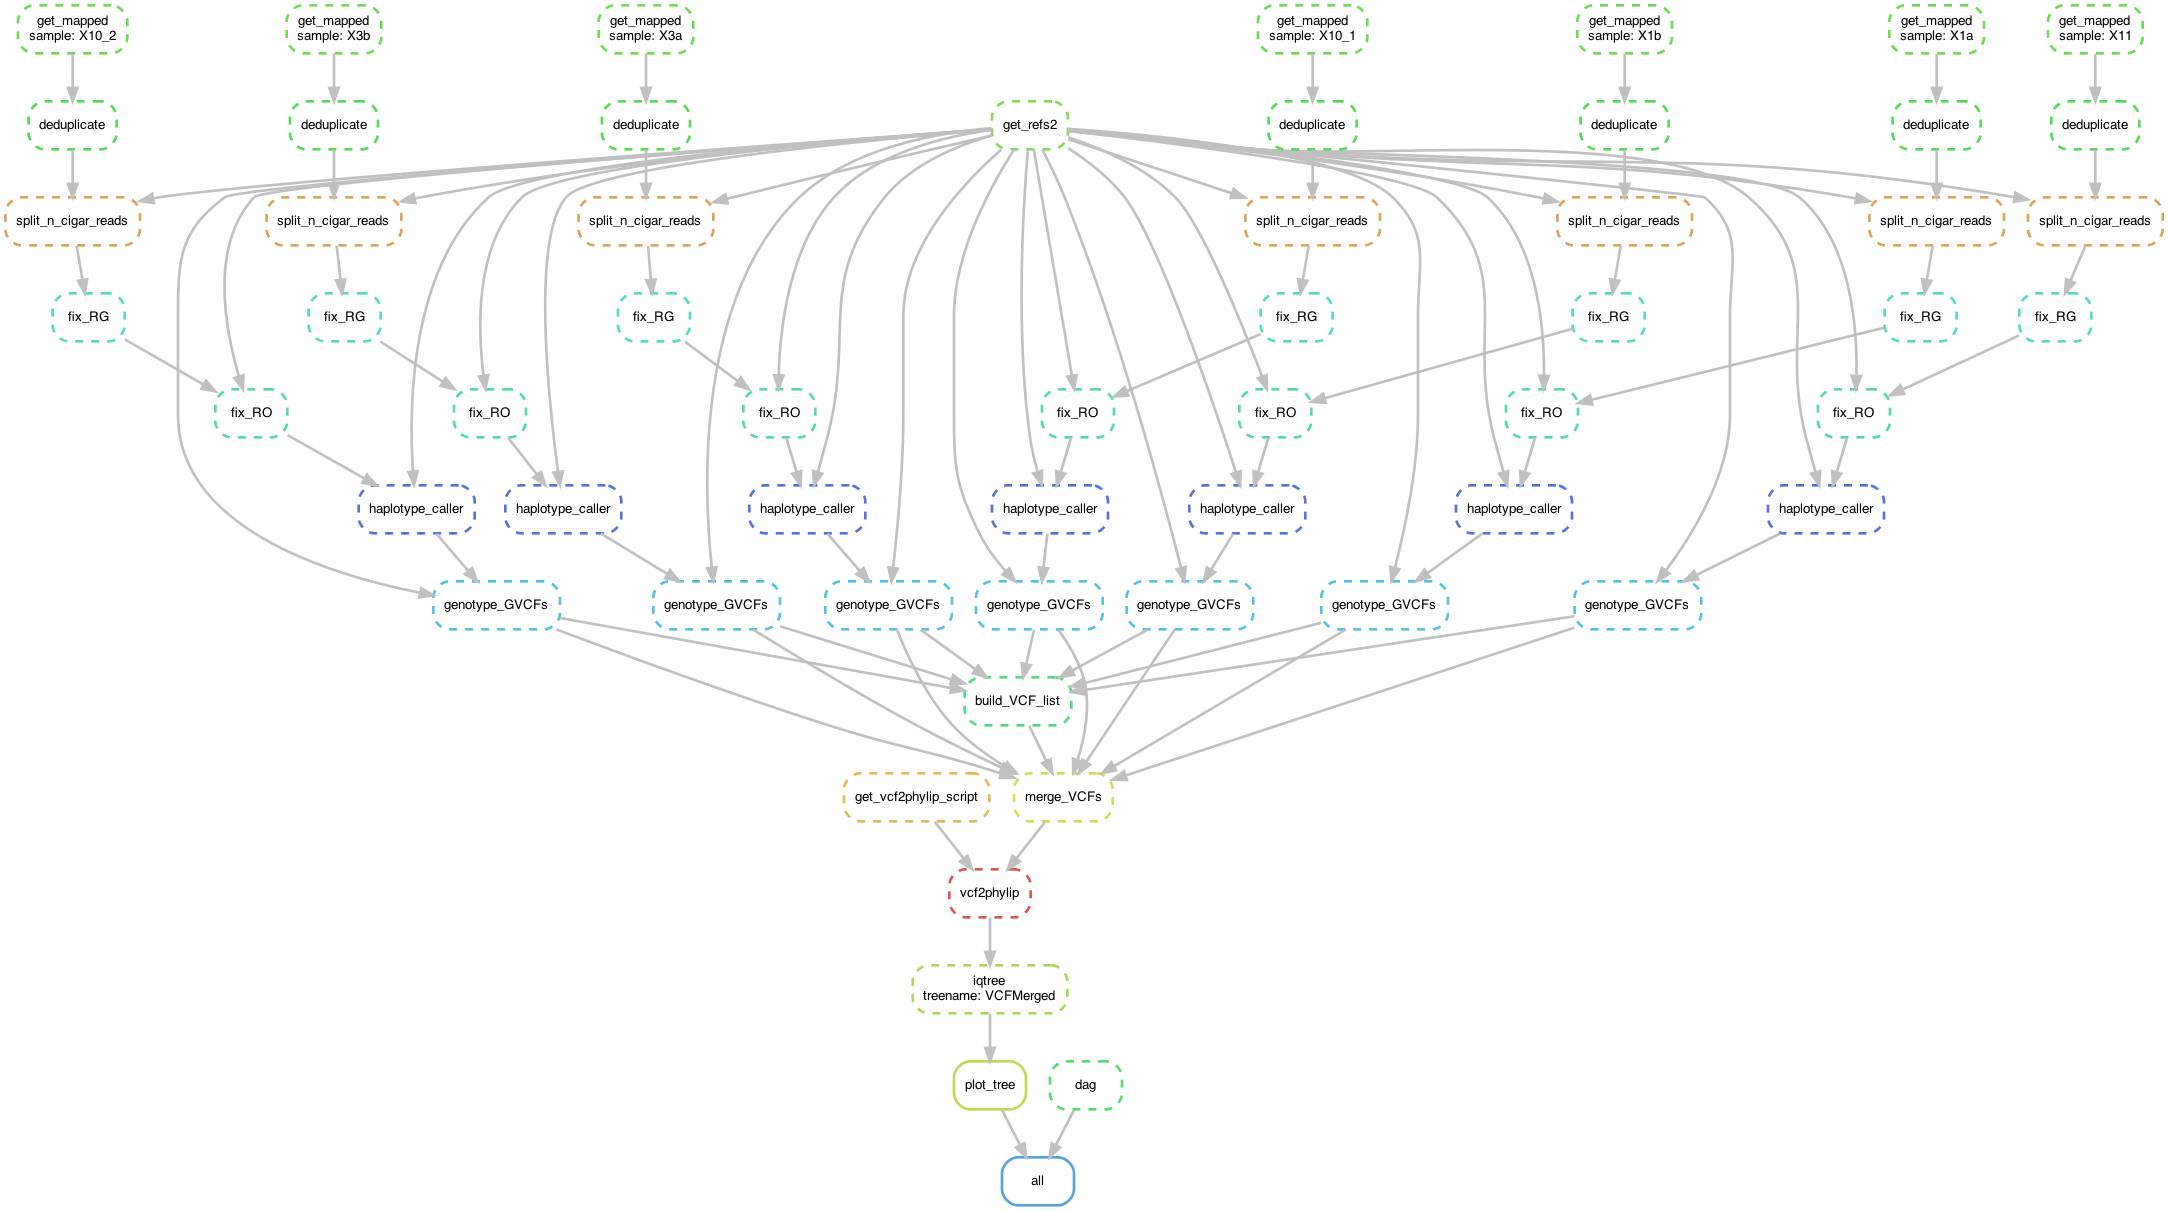 get_mapped
sample: X10_2
get_mapped
sample: X3b
get_mapped
sample: X3a
get_mapped
sample: X10_1
get_mapped
sample: X1b
get_mapped
sample: X1a
get_mapped
sample: X11
deduplicate
deduplicate
deduplicate
get_refs2
deduplicate
deduplicate
deduplicate
deduplicate
split_n_cigar_reads
split_n_cigar_reads
split_n_cigar_reads
split_n_cigar_reads
split_n_cigar_reads
split_n_cigar_reads
split_n_cigar_reads
fix_RG
fix_RG
fix_RG
fix_RG
fix_RG
fix_RG
fix_RG
fix_RO
fix_RO
fix_RO
fix_RO
fix_RO
fix_RO
fix_RO
haplotype_caller
haplotype_caller
haplotype_caller
haplotype_caller
haplotype_caller
haplotype_caller
haplotype_caller
genotype_GVCFs
genotype_GVCFs
genotype_GVCFs
genotype_GVCFs
genotype_GVCFs
genotype_GVCFs
genotype_GVCFs
build_VCF_list
get_vcf2phylip_script
merge_VCFs
vcf2phylip
iqtree
treename: VCFMerged
plot_tree
dag
all